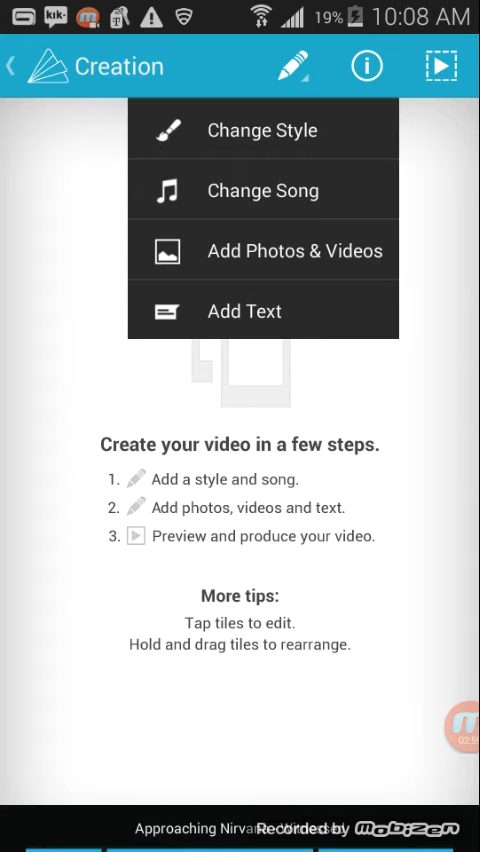 kik
19% 10:08 AM
Creation
Change Style
Change Song
Add Photos & Videos
Add Text
Create your video in a few steps.
1. Add a style and song.
2. Add photos, videos and text.
3. Preview and produce your video.
More tips:
Tap tiles to edit.
Hold and drag tiles to rearrange.
Approaching Nirvana - Witnessed
Recorded by Mobizen